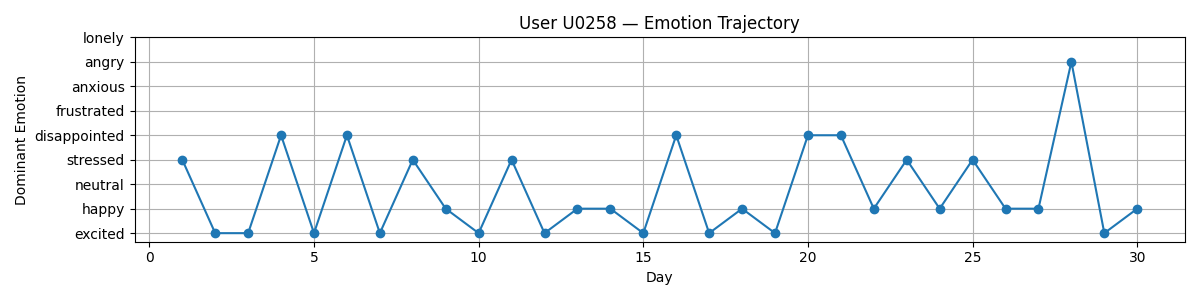 User U0258 — Emotion Trajectory
Dominant Emotion
lonely
angry
anxious
frustrated
disappointed
stressed
neutral
happy
excited
0 5 10 15 20 25 30
Day